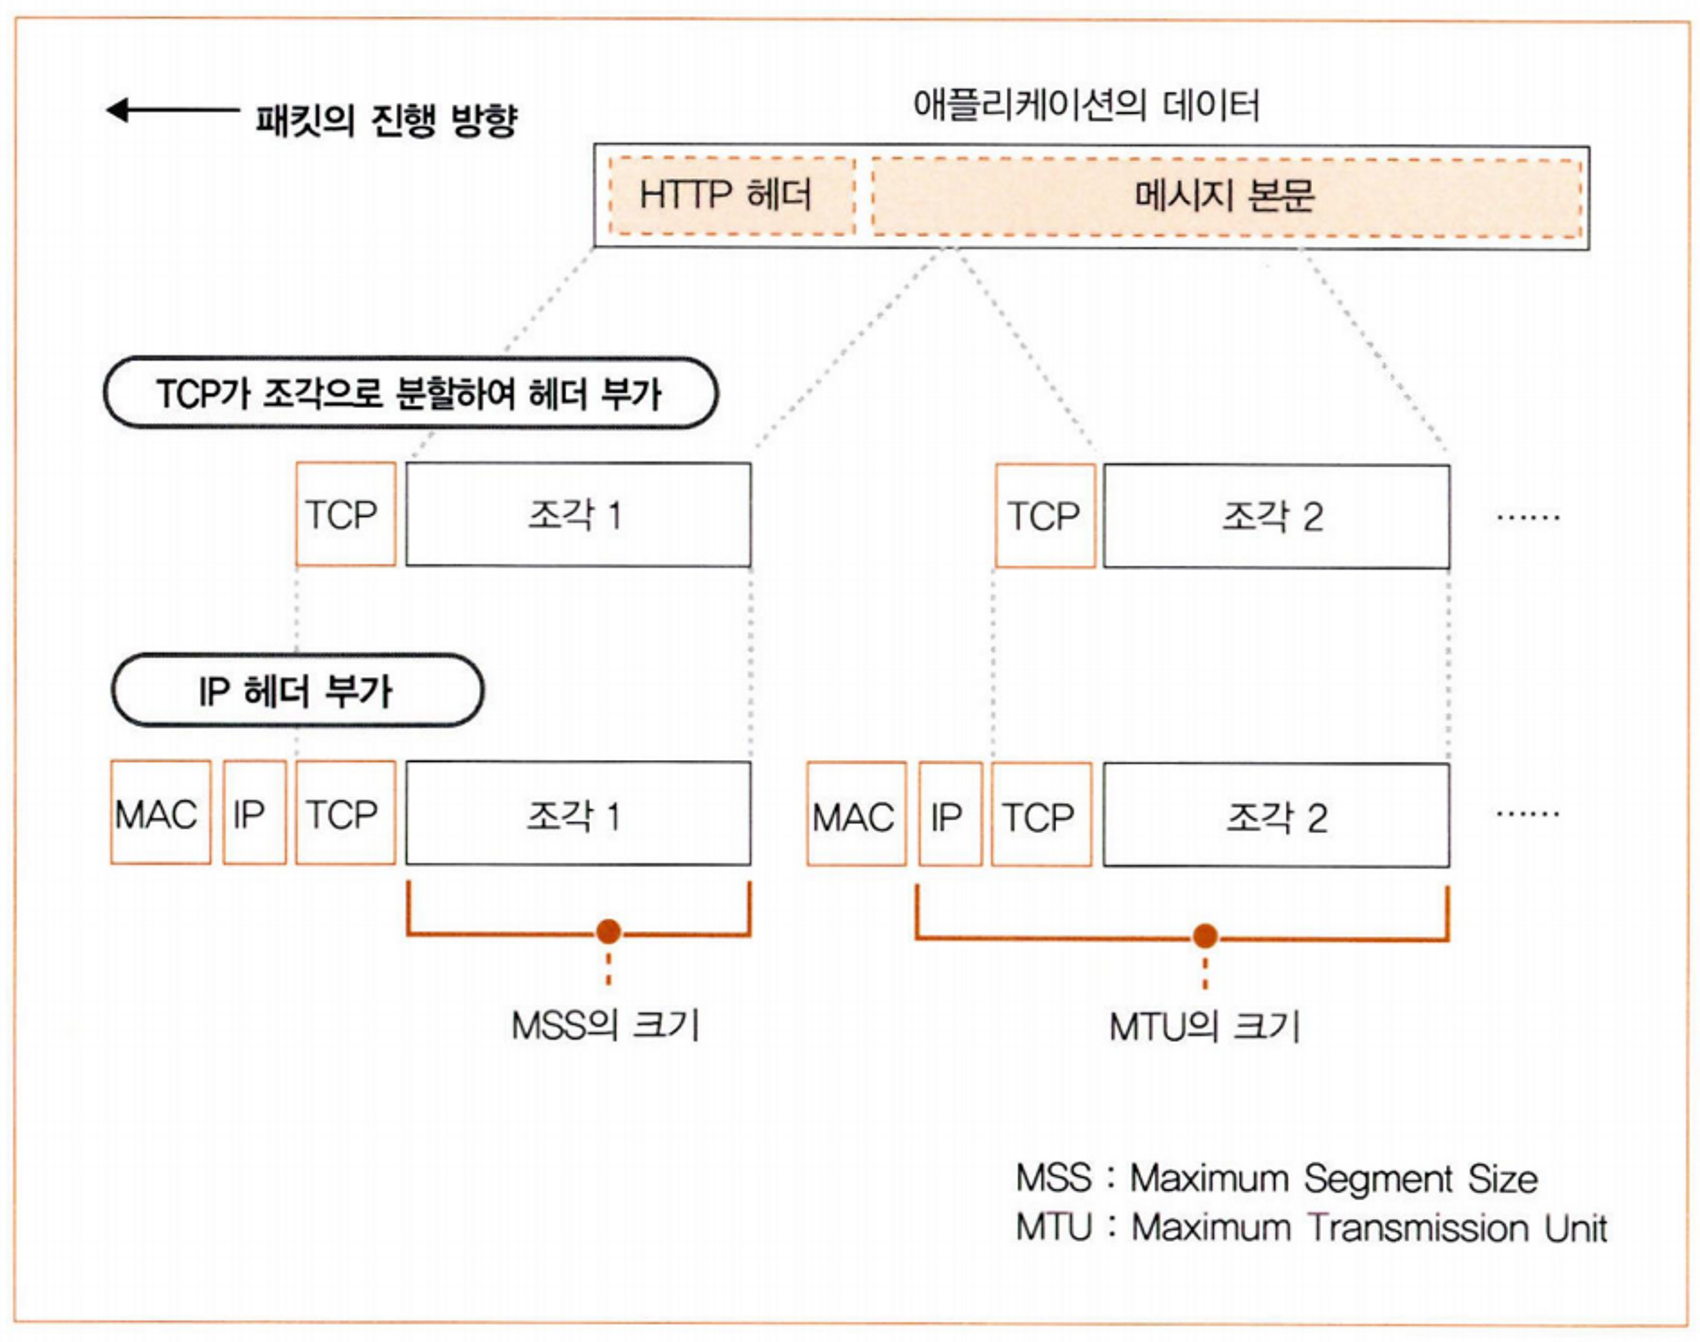 패킷의 진행 방향
애플리케이션의 데이터
HTTP 헤더
메시지 본문
TCP가 조각으로 분할하여 헤더 부가
TCP
조각 1
TCP
조각 2
……
IP 헤더 부가
MAC
IP
TCP
조각 1
MAC
IP
TCP
조각 2
……
MSS의 크기
MTU의 크기
MSS : Maximum Segment Size
MTU : Maximum Transmission Unit